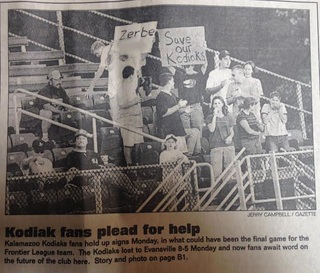 Zerbe
Save
our
Kodiaks
JERRY CAMPBELL / GAZETTE
Kodiak fans plead for help
Kalamazoo Kodiaks fans hold up signs Monday, in what could have been the final game for the
Frontier League team. The Kodiaks lost to Evansville 8-5 Monday and now fans await word on
the future of the club here. Story and photo on page B1.